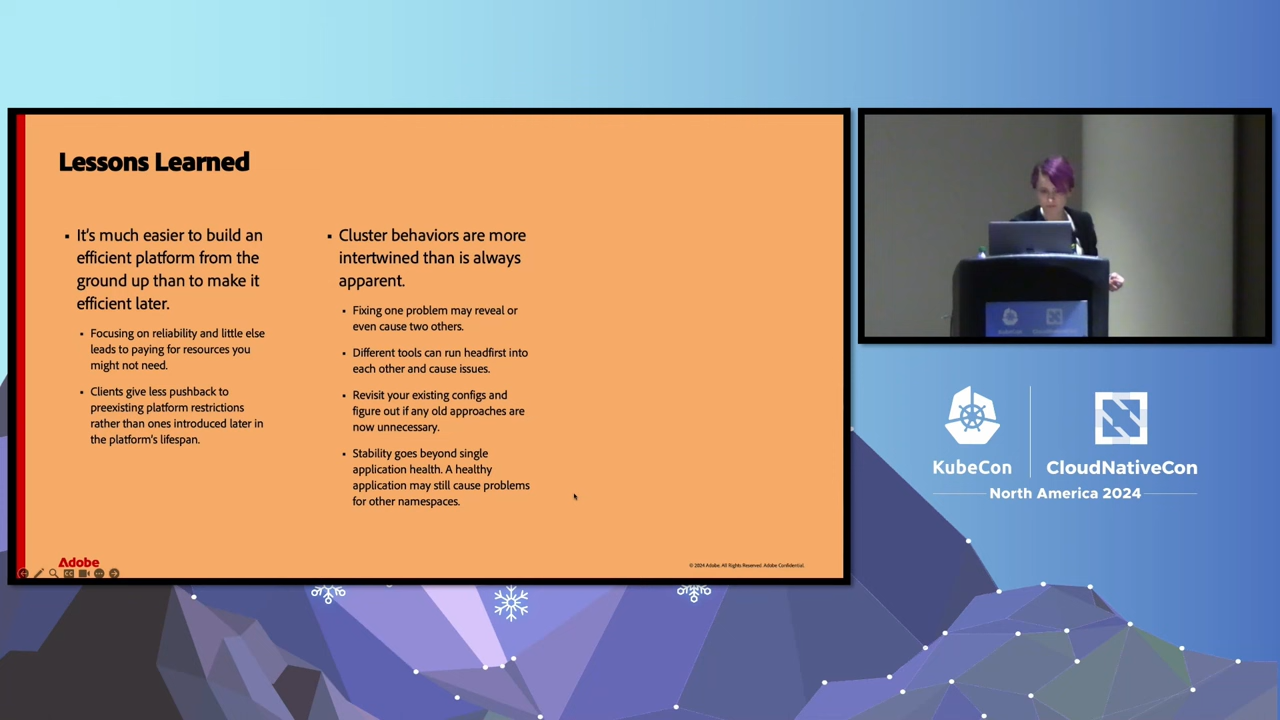 Lessons Learned
▪ It's much easier to build an
efficient platform from the
ground up than to make it
efficient later.
▪ Focusing on reliability and little else
leads to paying for resources you
might not need.
▪ Clients give less pushback to
preexisting platform restrictions
rather than ones introduced later in
the platform's lifespan.
▪ Cluster behaviors are more
intertwined than is always
apparent.
▪ Fixing one problem may reveal or
even cause two others.
▪ Different tools can run headfirst into
each other and cause issues.
▪ Revisit your existing configs and
figure out if any old approaches are
now unnecessary.
▪ Stability goes beyond single
application health. A healthy
application may still cause problems
for other namespaces.
Adobe
© 2024 Adobe. All Rights Reserved. Adobe Confidential.
KubeCon
CloudNativeCon
North America 2024